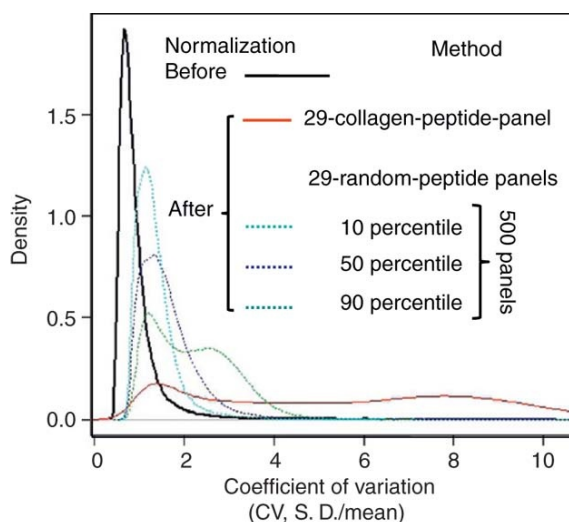 Normalization Method
Before
29-collagen-peptide-panel
29-random-peptide panels
After
10 percentile
50 percentile
90 percentile
500 panels
Density
1.5
1.0
0.5
0.0
0 2 4 6 8 10
Coefficient of variation
(CV, S. D./mean)